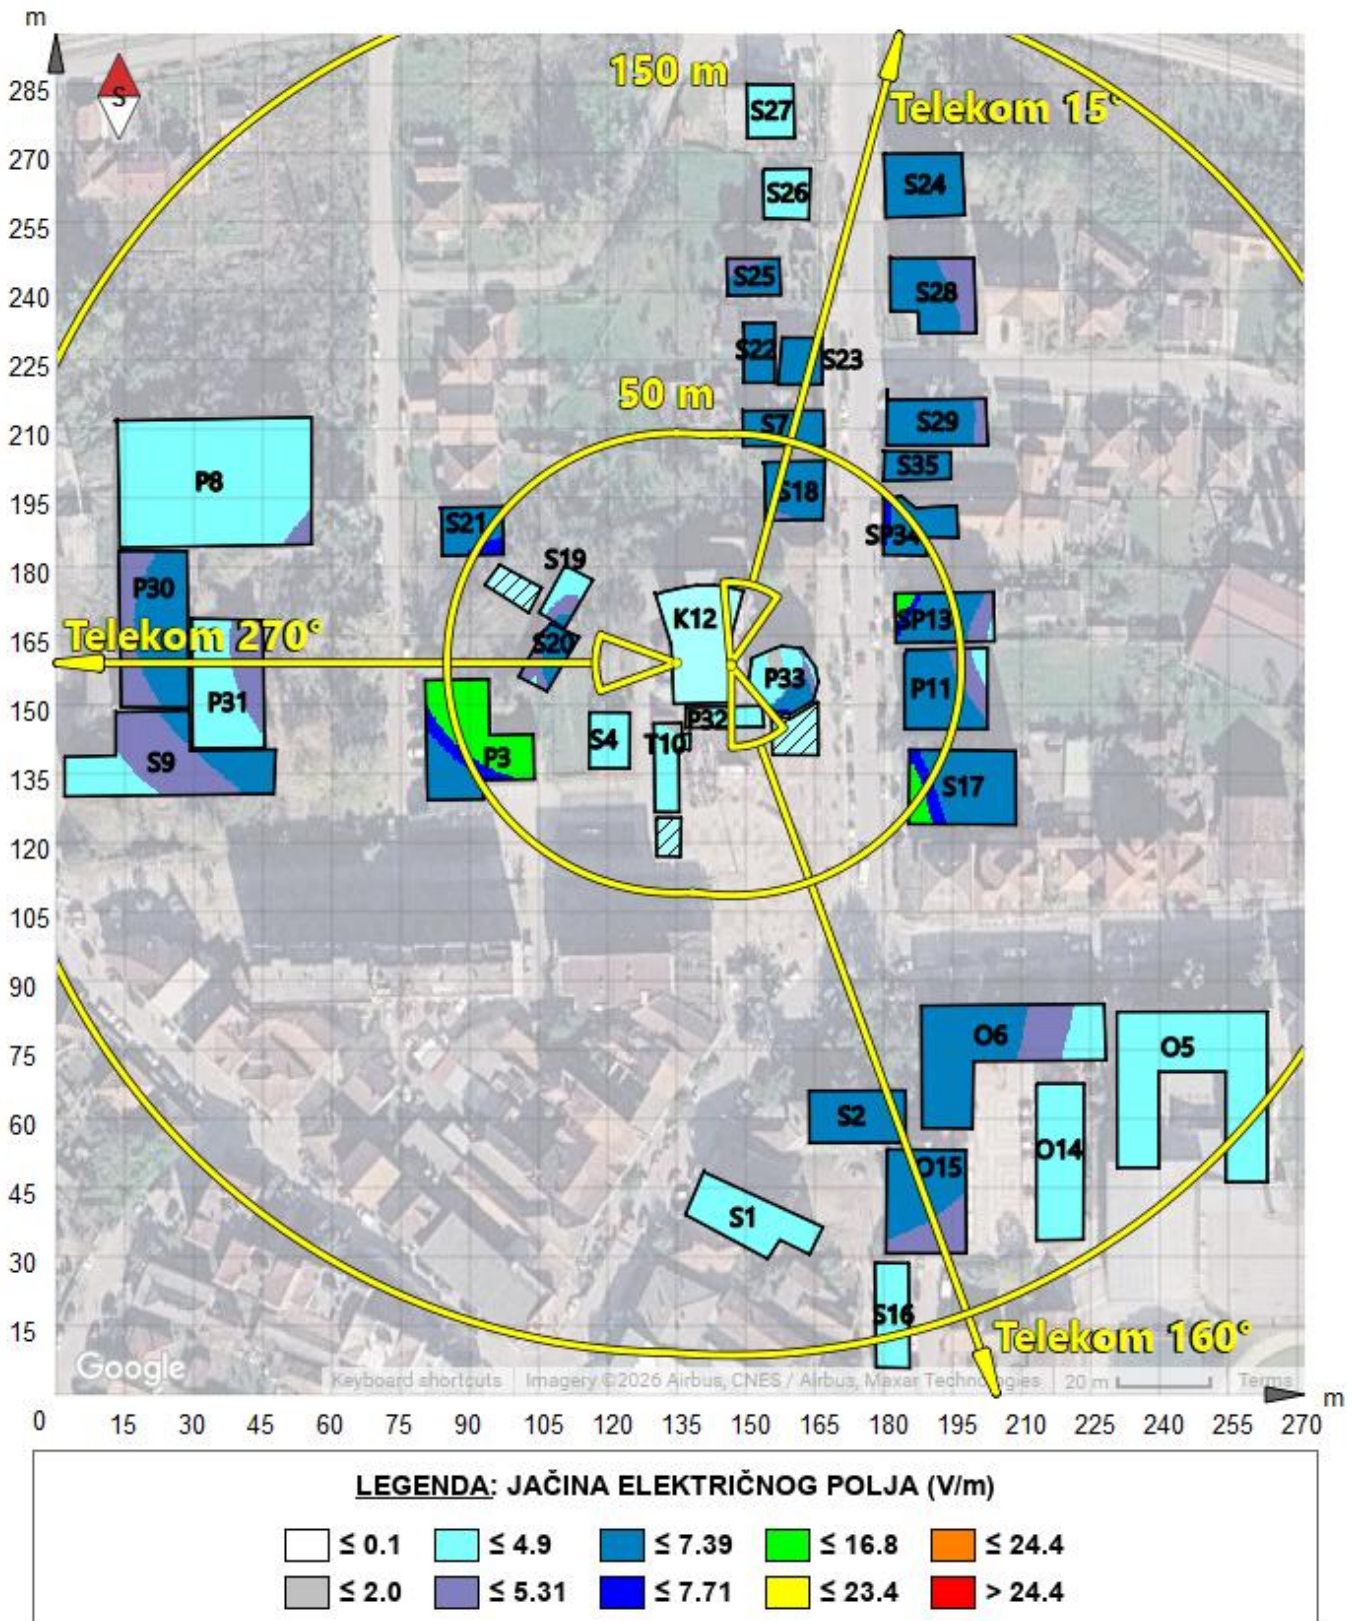 m
285
270
255
240
225
210
195
180
165
150
135
120
105
90
75
60
45
30
15
0 15 30 45 60 75 90 105 120 135 150 165 180 195 210 225 240 255 270
m
S
150 m
Telekom 15°
S27
S26
S24
S25
S28
S22
S23
50 m
S7
S29
S35
P8
S18
S21
SP34
S19
P30
K12
SP13
Telekom 270°
S20
P33
P31
P11
P32
S4
T10
S9
P3
S17
O6
O5
S2
O14
O15
S1
S16
Telekom 160°
Google
Keyboard shortcuts
Imagery ©2026 Airbus, CNES / Airbus, Maxar Technologies
20 m
Terms
LEGENDA: JAČINA ELEKTRIČNOG POLJA (V/m)
≤ 0.1 ≤ 4.9 ≤ 7.39 ≤ 16.8 ≤ 24.4
≤ 2.0 ≤ 5.31 ≤ 7.71 ≤ 23.4 > 24.4